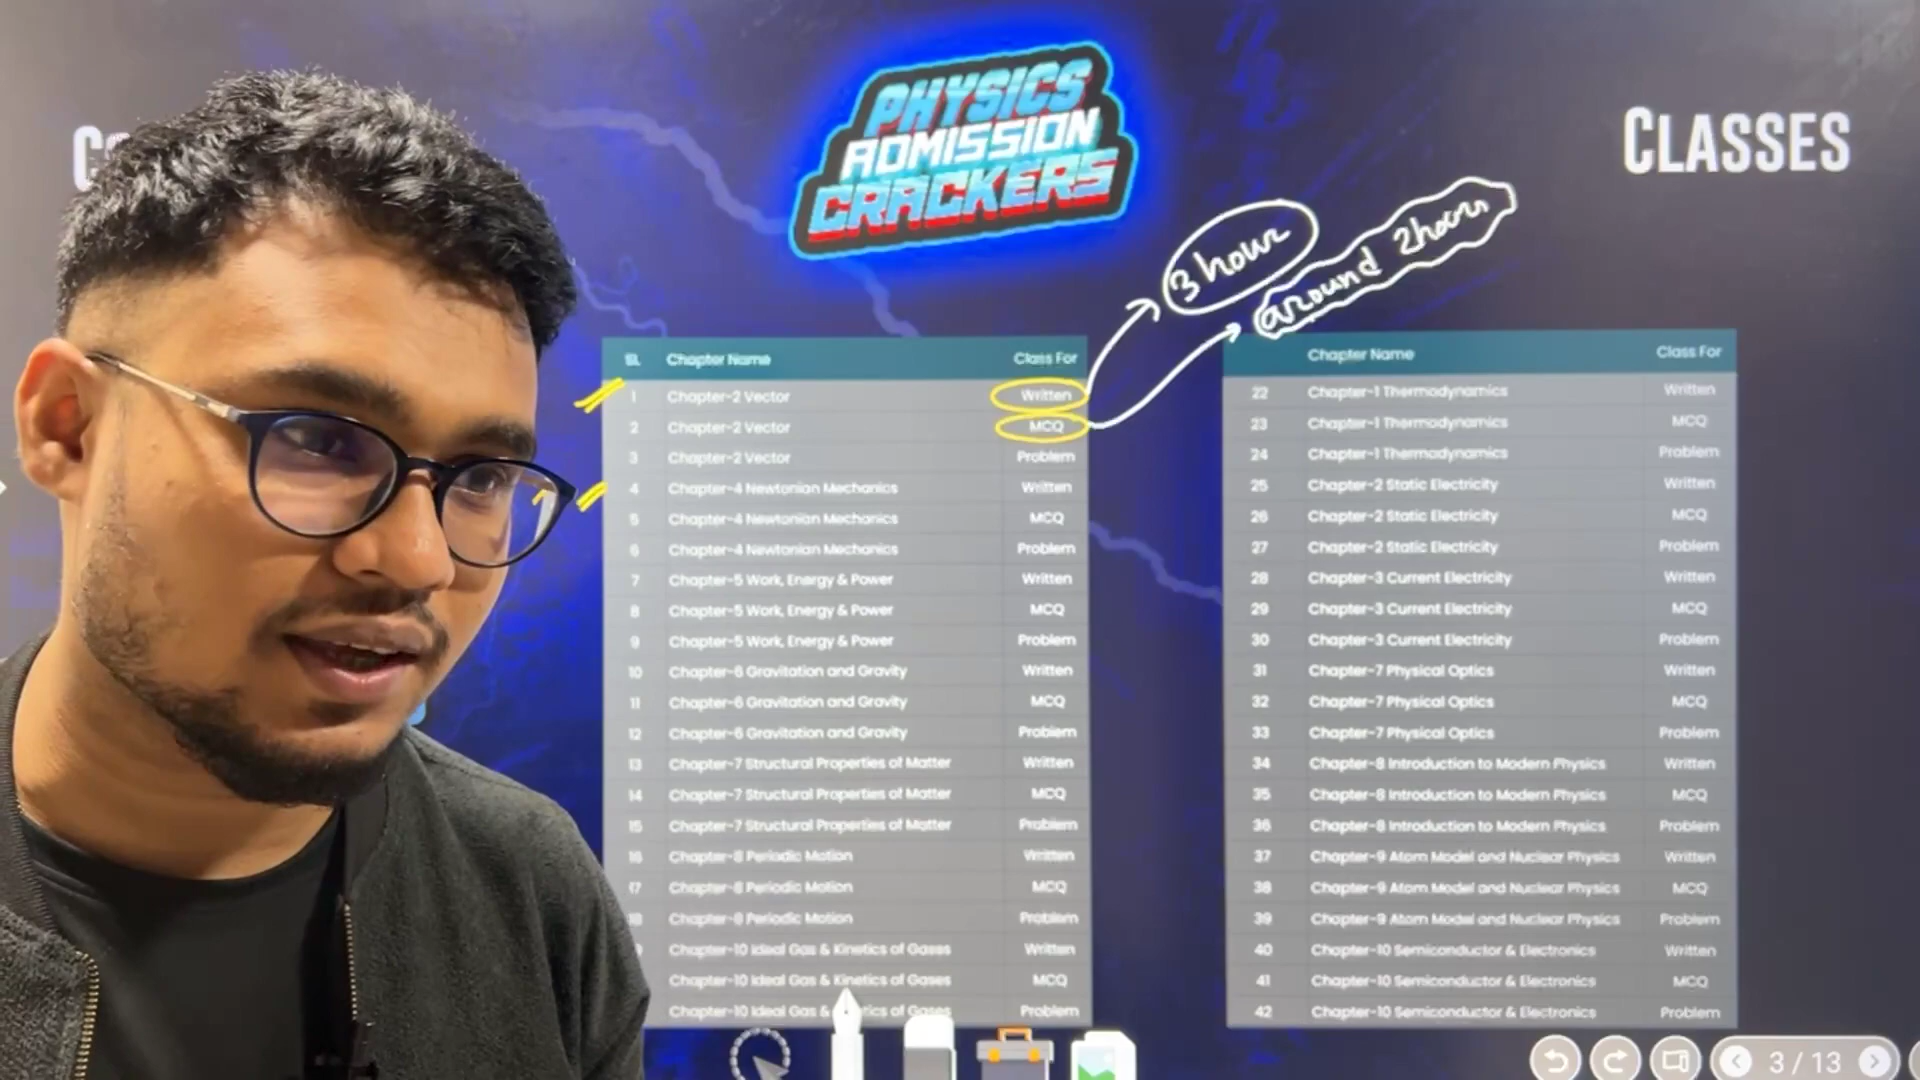 PHYSICS
ADMISSION
CRACKERS
CLASSES
3 hour
around 2hour
SL Chapter Name Class For
1 Chapter-2 Vector Written
2 Chapter-2 Vector MCQ
3 Chapter-2 Vector Problem
4 Chapter-4 Newtonian Mechanics Written
5 Chapter-4 Newtonian Mechanics MCQ
6 Chapter-4 Newtonian Mechanics Problem
7 Chapter-5 Work, Energy & Power Written
8 Chapter-5 Work, Energy & Power MCQ
9 Chapter-5 Work, Energy & Power Problem
10 Chapter-6 Gravitation and Gravity Written
11 Chapter-6 Gravitation and Gravity MCQ
12 Chapter-6 Gravitation and Gravity Problem
13 Chapter-7 Structural Properties of Matter Written
14 Chapter-7 Structural Properties of Matter MCQ
15 Chapter-7 Structural Properties of Matter Problem
16 Chapter-8 Periodic Motion Written
17 Chapter-8 Periodic Motion MCQ
18 Chapter-8 Periodic Motion Problem
Chapter-10 Ideal Gas & Kinetics of Gases Written
Chapter-10 Ideal Gas & Kinetics of Gases MCQ
Chapter-10 Ideal Gas & of Gases Problem
Chapter Name Class For
22 Chapter-1 Thermodynamics Written
23 Chapter-1 Thermodynamics MCQ
24 Chapter-1 Thermodynamics Problem
25 Chapter-2 Static Electricity Written
26 Chapter-2 Static Electricity MCQ
27 Chapter-2 Static Electricity Problem
28 Chapter-3 Current Electricity Written
29 Chapter-3 Current Electricity MCQ
30 Chapter-3 Current Electricity Problem
31 Chapter-7 Physical Optics Written
32 Chapter-7 Physical Optics MCQ
33 Chapter-7 Physical Optics Problem
34 Chapter-8 Introduction to Modern Physics Written
35 Chapter-8 Introduction to Modern Physics MCQ
36 Chapter-8 Introduction to Modern Physics Problem
37 Chapter-9 Atom Model and Nuclear Physics Written
38 Chapter-9 Atom Model and Nuclear Physics MCQ
39 Chapter-9 Atom Model and Nuclear Physics Problem
40 Chapter-10 Semiconductor & Electronics Written
41 Chapter-10 Semiconductor & Electronics MCQ
42 Chapter-10 Semiconductor & Electronics Problem
3 / 13